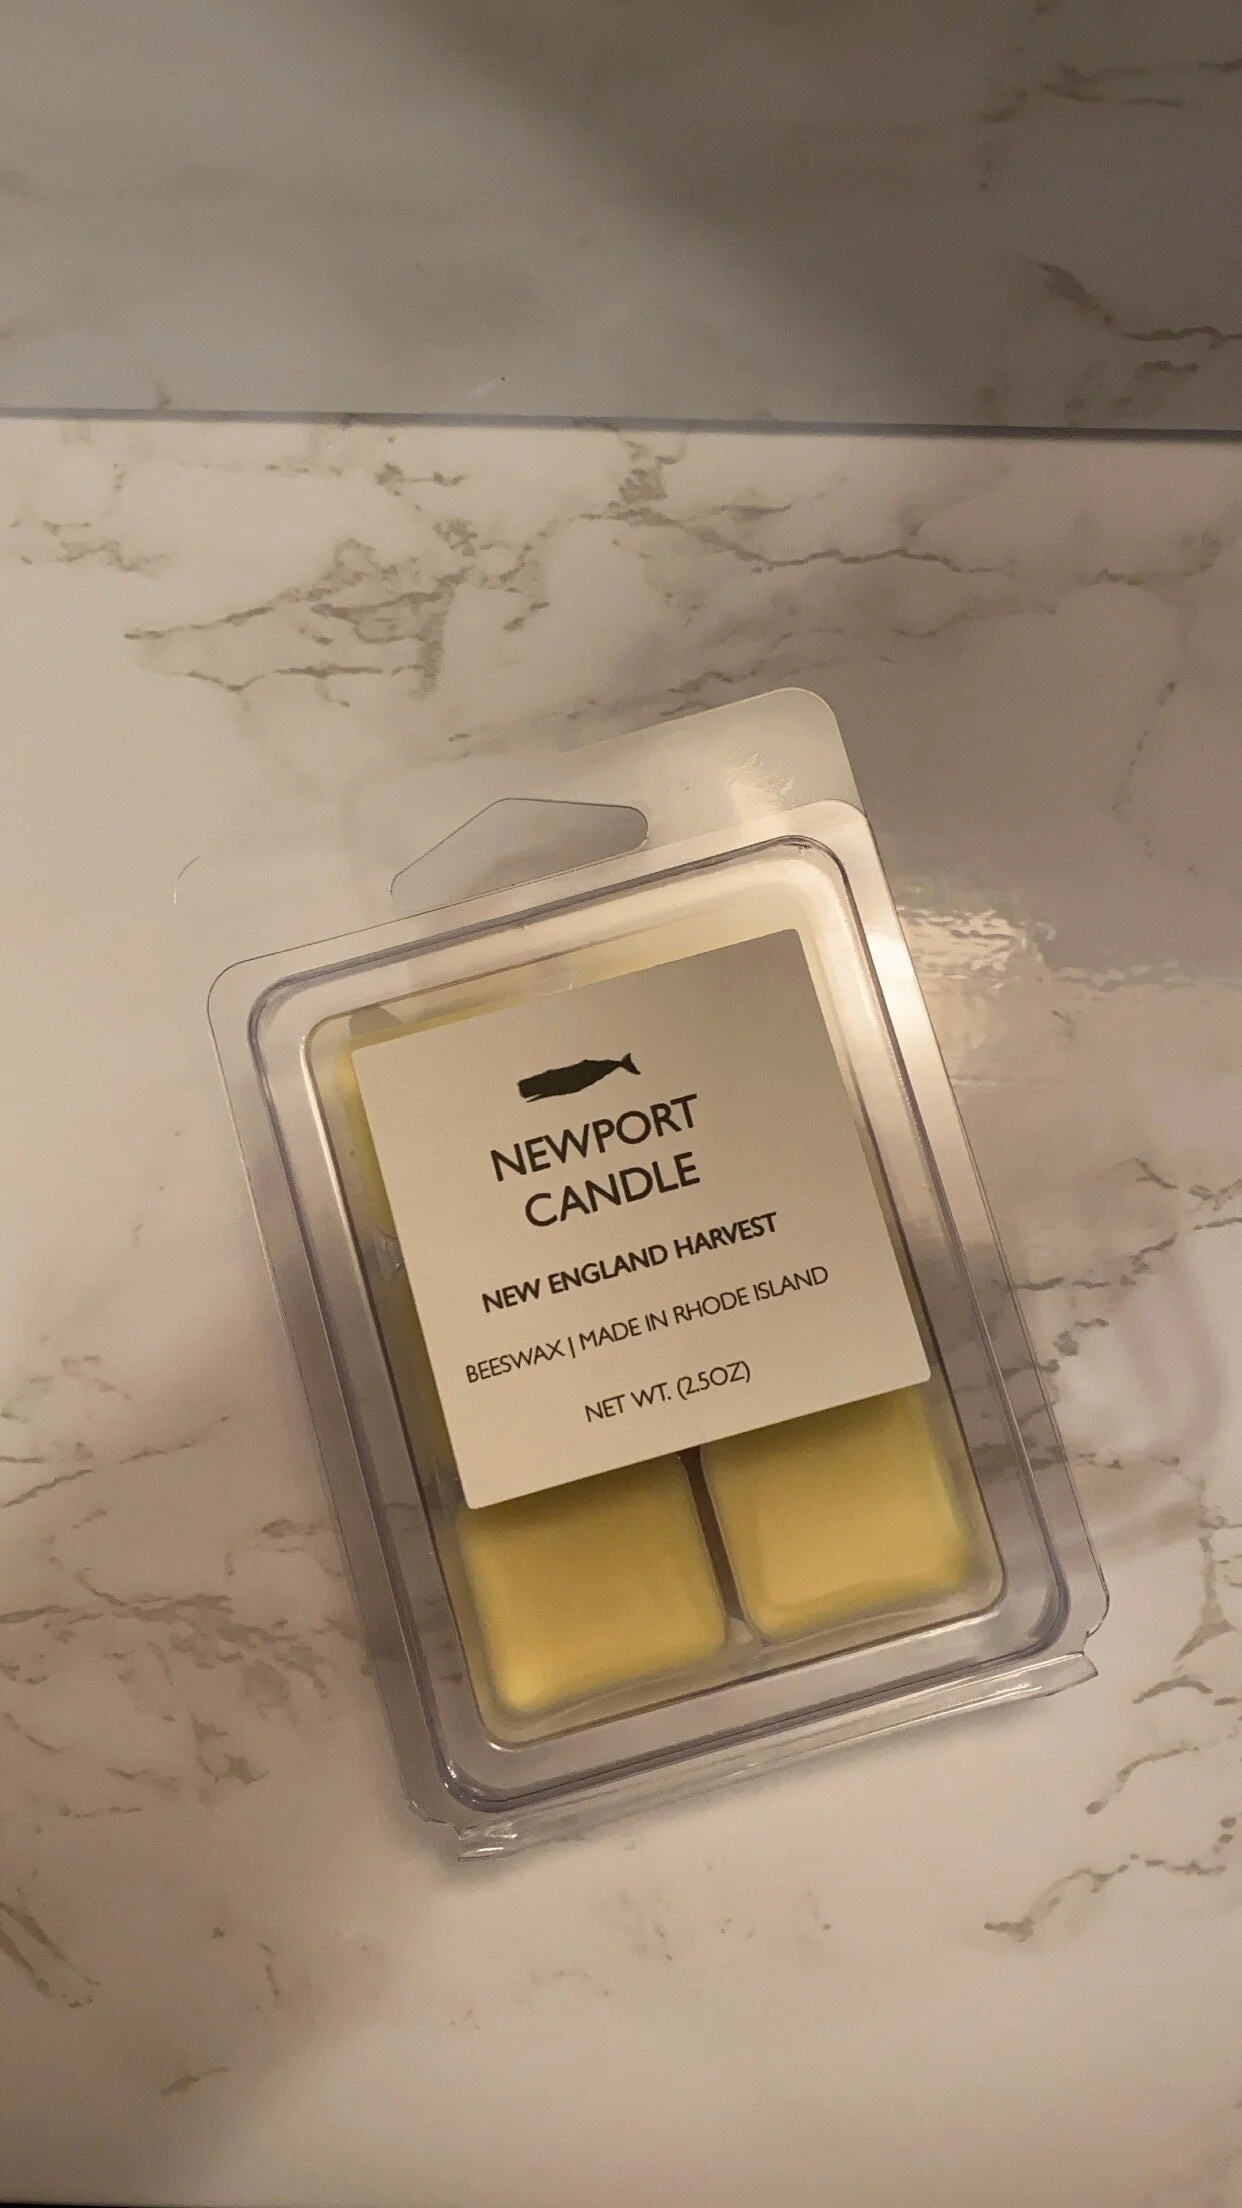 NEWPORT
CANDLE
NEW ENGLAND HARVEST
BEESWAX | MADE IN RHODE ISLAND
NET WT. (2.5OZ)